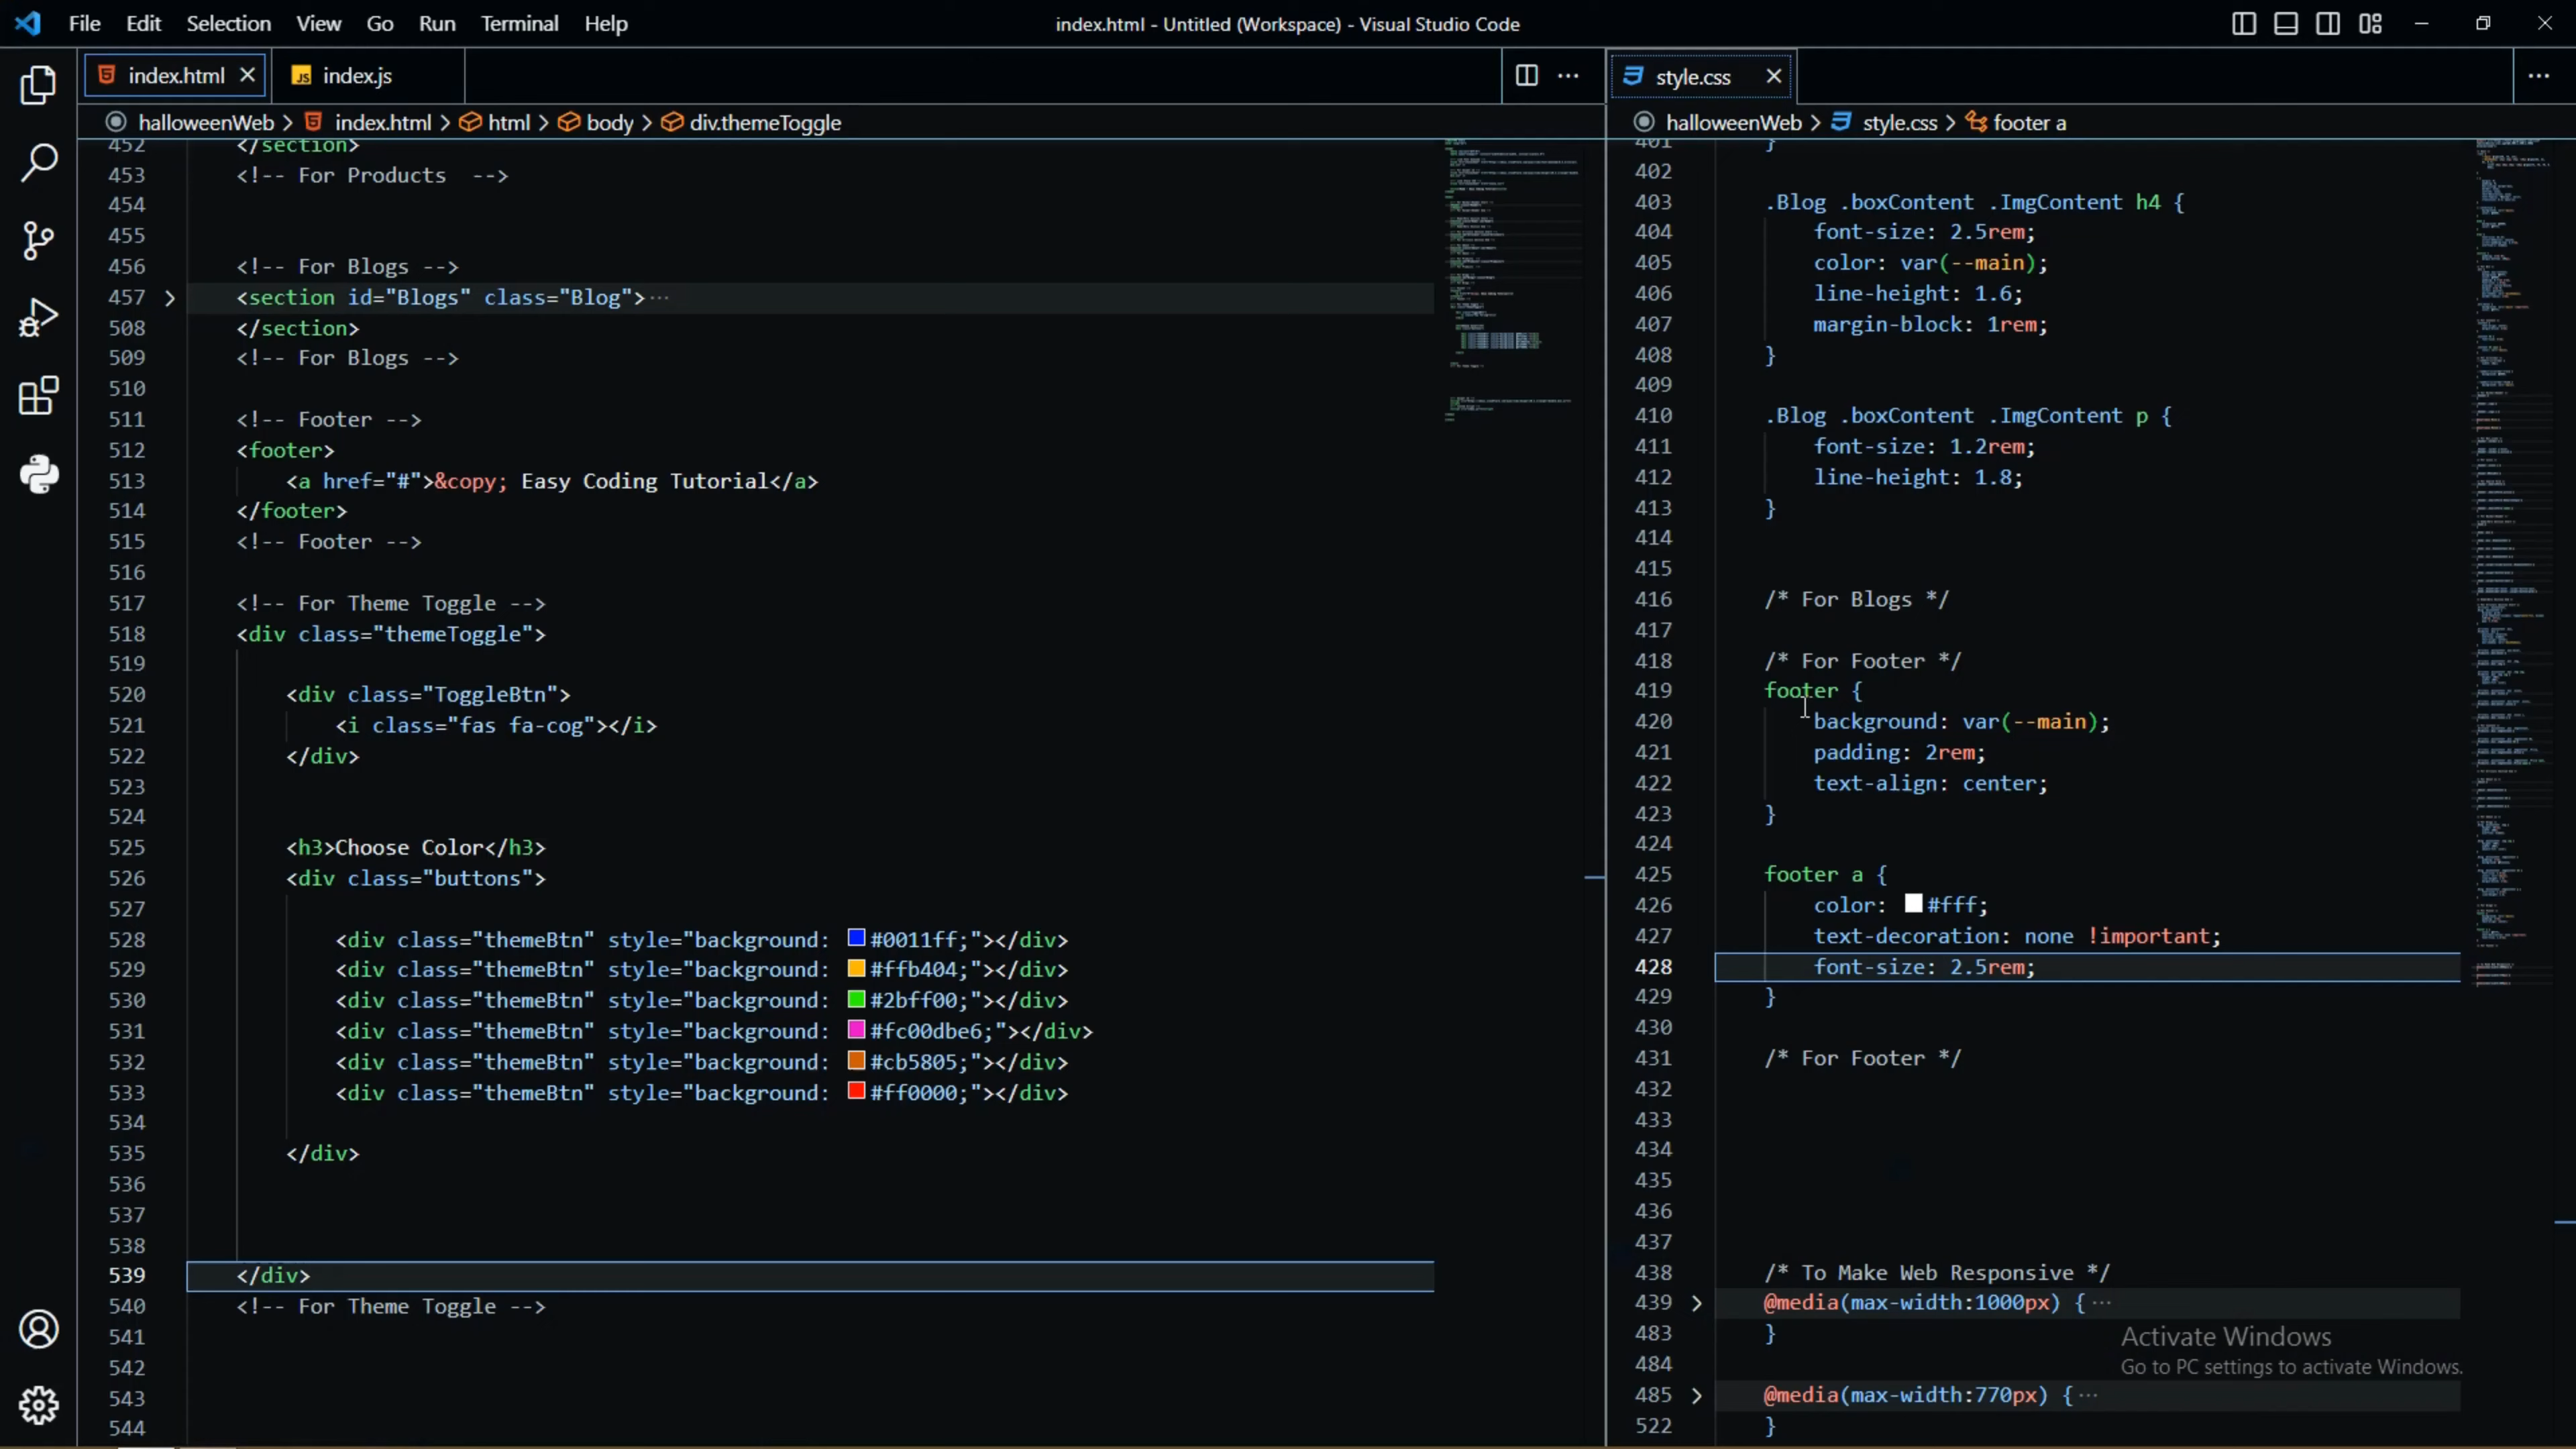 File Edit Selection View Go Run Terminal Help
index.html - Untitled (Workspace) - Visual Studio Code
index.html
index.js
halloweenWeb > index.html > html > body > div.themeToggle
452 </section>
453 <!-- For Products -->
454
455
456 <!-- For Blogs -->
457 <section id="Blogs" class="Blog">···
508 </section>
509 <!-- For Blogs -->
510
511 <!-- Footer -->
512 <footer>
513 <a href="#">&copy; Easy Coding Tutorial</a>
514 </footer>
515 <!-- Footer -->
516
517 <!-- For Theme Toggle -->
518 <div class="themeToggle">
519
520 <div class="ToggleBtn">
521 <i class="fas fa-cog"></i>
522 </div>
523
524
525 <h3>Choose Color</h3>
526 <div class="buttons">
527
528 <div class="themeBtn" style="background: #0011ff;"></div>
529 <div class="themeBtn" style="background: #ffb404;"></div>
530 <div class="themeBtn" style="background: #2bff00;"></div>
531 <div class="themeBtn" style="background: #fc00dbe6;"></div>
532 <div class="themeBtn" style="background: #cb5805;"></div>
533 <div class="themeBtn" style="background: #ff0000;"></div>
534
535 </div>
536
537
538
539 </div>
540 <!-- For Theme Toggle -->
541
542
543
544
style.css
halloweenWeb > style.css > footer a
401 }
402
403 .Blog .boxContent .ImgContent h4 {
404 font-size: 2.5rem;
405 color: var(--main);
406 line-height: 1.6;
407 margin-block: 1rem;
408 }
409
410 .Blog .boxContent .ImgContent p {
411 font-size: 1.2rem;
412 line-height: 1.8;
413 }
414
415
416 /* For Blogs */
417
418 /* For Footer */
419 footer {
420 background: var(--main);
421 padding: 2rem;
422 text-align: center;
423 }
424
425 footer a {
426 color: #fff;
427 text-decoration: none !important;
428 font-size: 2.5rem;
429 }
430
431 /* For Footer */
432
433
434
435
436
437
438 /* To Make Web Responsive */
439 @media(max-width:1000px) {···
483 }
484
485 @media(max-width:770px) {···
522 }
Activate Windows
Go to PC settings to activate Windows.